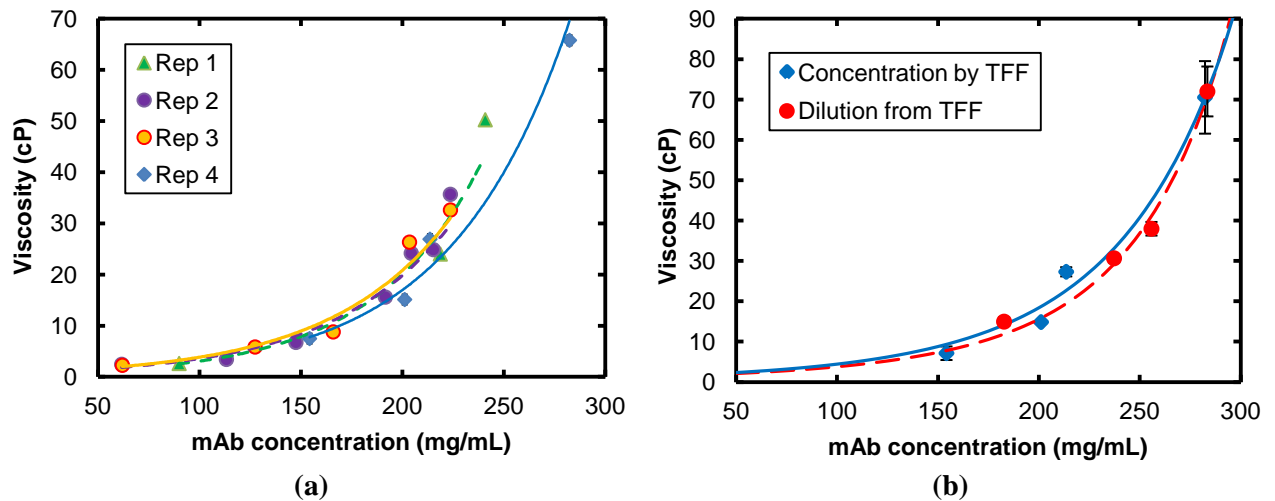 70
60
50
40
30
20
10
0
Viscosity (cP)
Rep 1
Rep 2
Rep 3
Rep 4
50 100 150 200 250 300
mAb concentration (mg/mL)
(a)
90
80
70
60
50
40
30
20
10
0
Viscosity (cP)
Concentration by TFF
Dilution from TFF
50 100 150 200 250 300
mAb concentration (mg/mL)
(b)